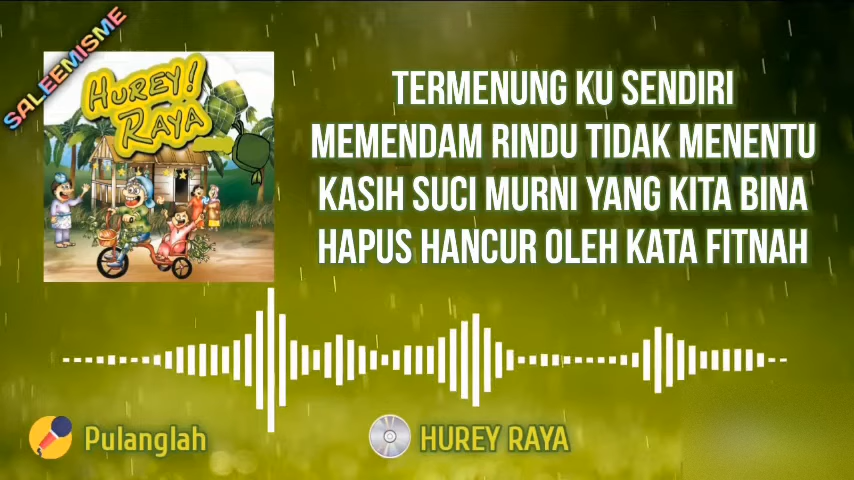 SALEEMISME
HUREY!
RAYA
TERMENUNG KU SENDIRI
MEMENDAM RINDU TIDAK MENENTU
KASIH SUCI MURNI YANG KITA BINA
HAPUS HANCUR OLEH KATA FITNAH
Pulanglah
HUREY RAYA